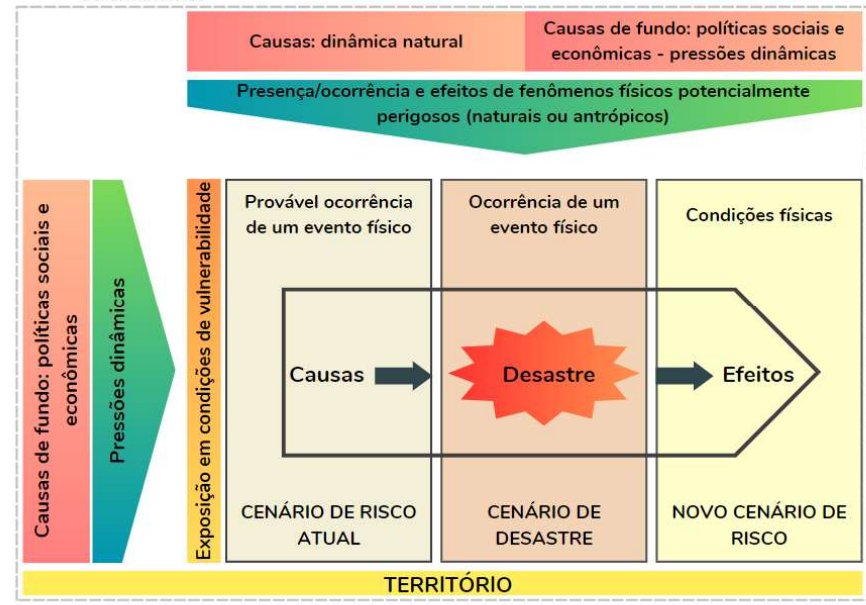 Causas: dinâmica natural
Causas de fundo: políticas sociais e
econômicas - pressões dinâmicas
Presença/ocorrência e efeitos de fenômenos físicos potencialmente
perigosos (naturais ou antrópicos)
Causas de fundo: políticas sociais e
econômicas
Pressões dinâmicas
Exposição em condições de vulnerabilidade
Provável ocorrência
de um evento físico
Ocorrência de um
evento físico
Condições físicas
Causas
Desastre
Efeitos
CENÁRIO DE RISCO
ATUAL
CENÁRIO DE
DESASTRE
NOVO CENÁRIO DE
RISCO
TERRITÓRIO